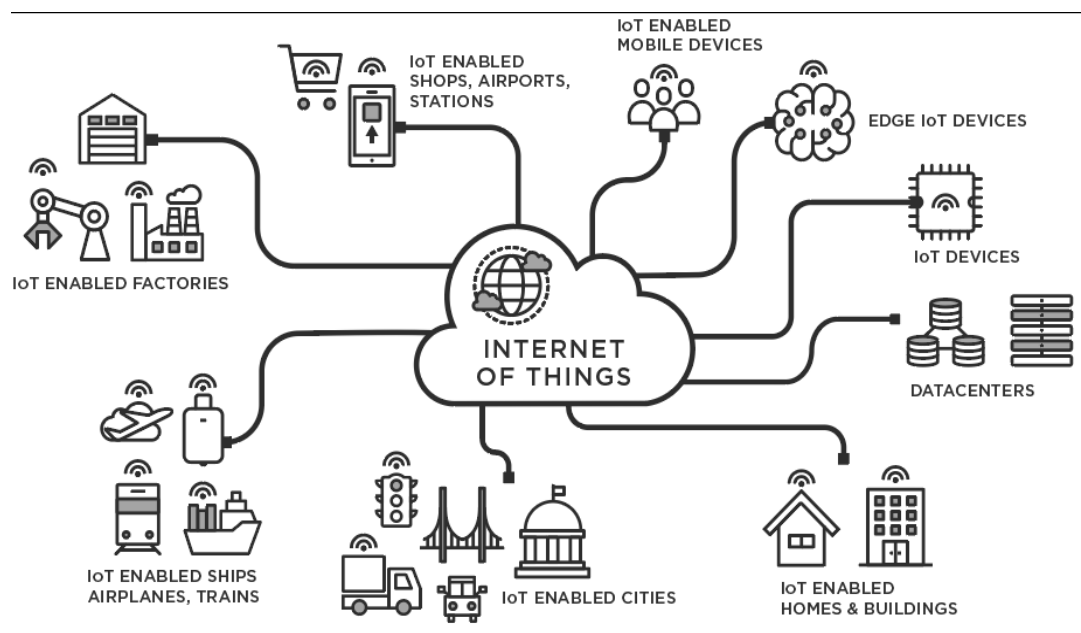 IoT ENABLED
MOBILE DEVICES
IoT ENABLED
SHOPS, AIRPORTS,
STATIONS
EDGE IoT DEVICES
IoT DEVICES
IoT ENABLED FACTORIES
INTERNET
OF THINGS
DATACENTERS
IoT ENABLED SHIPS
AIRPLANES, TRAINS
IoT ENABLED CITIES
IoT ENABLED
HOMES & BUILDINGS